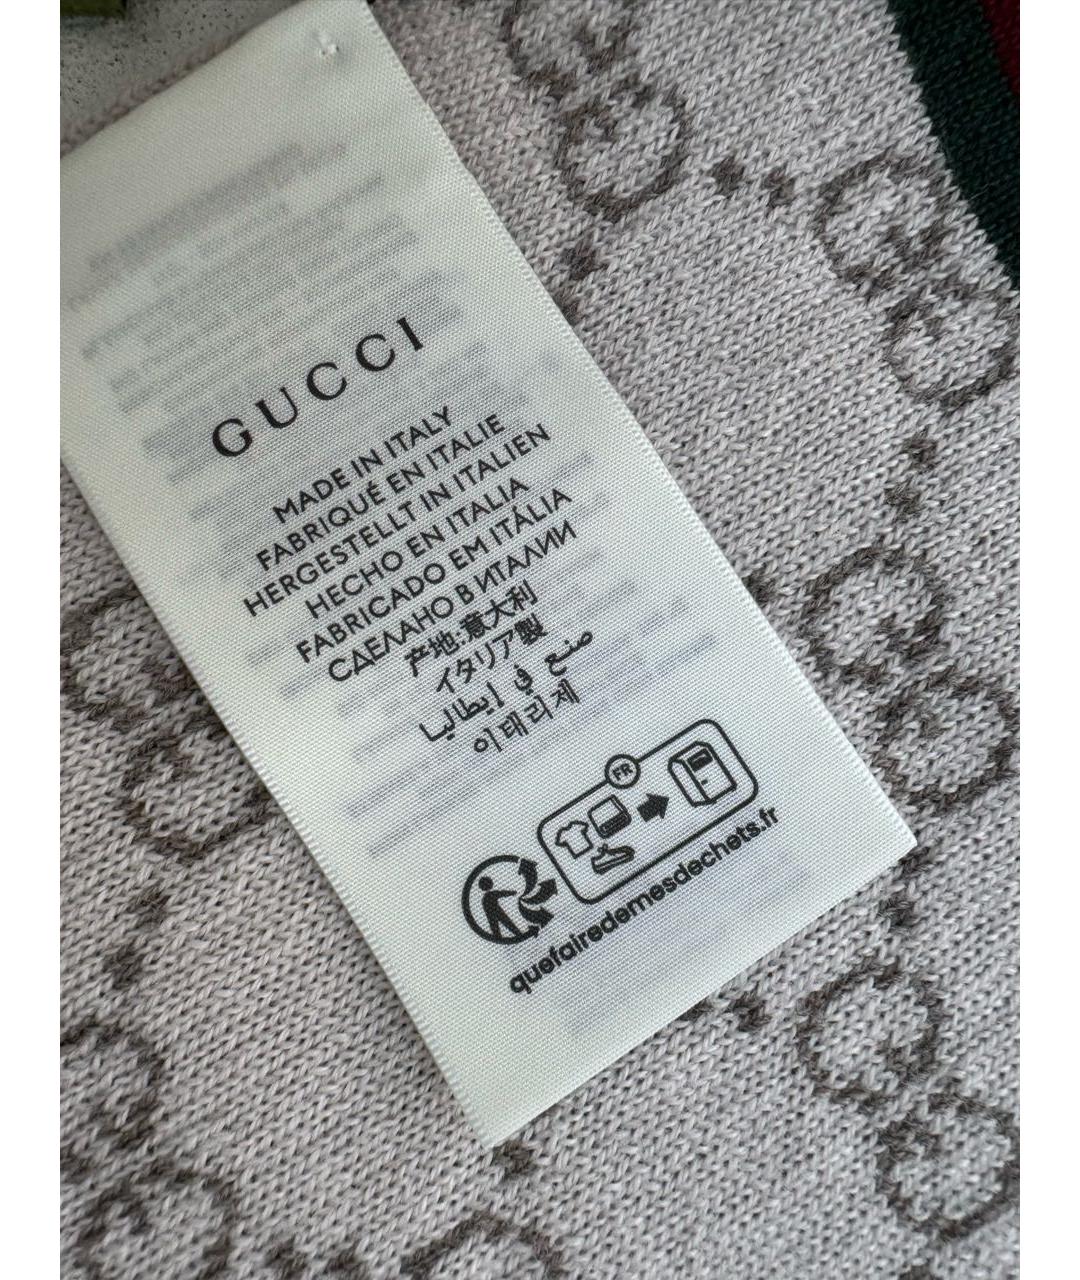 GUCCI
MADE IN ITALY
FABRIQUÉ EN ITALIE
HERGESTELLT IN ITALIEN
HECHO EN ITALIA
FABRICADO EM ITÁLIA
СДЕЛАНО В ИТАЛИИ
产地:意大利
イタリア製
صنع في إيطاليا
이태리제
FR
quefairedemesdechets.fr